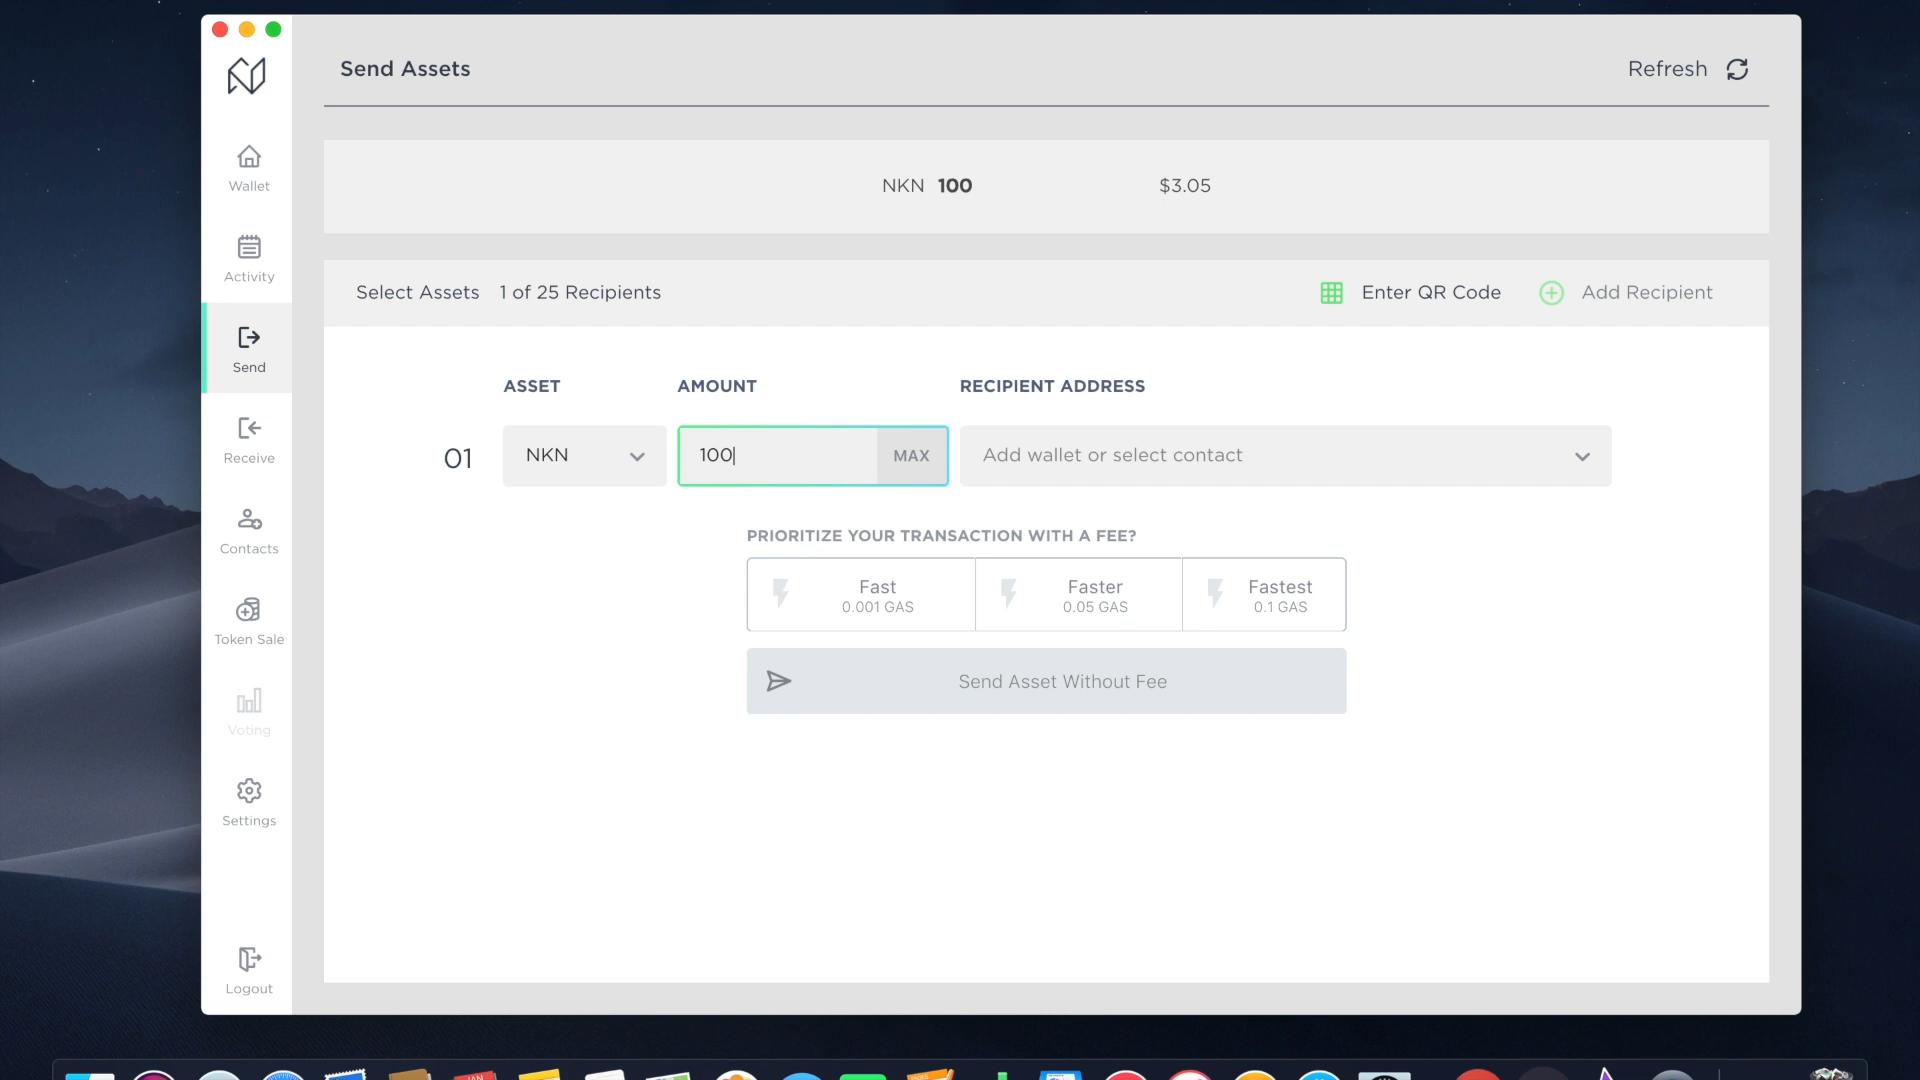 Send Assets
Refresh
Wallet
Activity
Send
Receive
Contacts
Token Sale
Voting
Settings
Logout
NKN 100 $3.05
Select Assets 1 of 25 Recipients
Enter QR Code
Add Recipient
ASSET AMOUNT RECIPIENT ADDRESS
01 NKN 100 MAX Add wallet or select contact
PRIORITIZE YOUR TRANSACTION WITH A FEE?
Fast Faster Fastest
0.001 GAS 0.05 GAS 0.1 GAS
Send Asset Without Fee
JAN